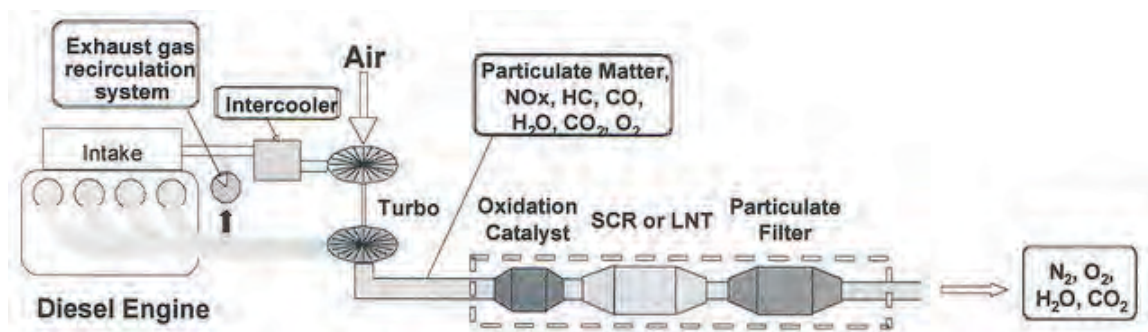 Exhaust gas
recirculation
system
Air
Intercooler
Particulate Matter,
NOx, HC, CO,
H₂O, CO₂, O₂
Intake
Turbo
Oxidation
Catalyst
SCR or LNT
Particulate
Filter
N₂, O₂,
H₂O, CO₂
Diesel Engine